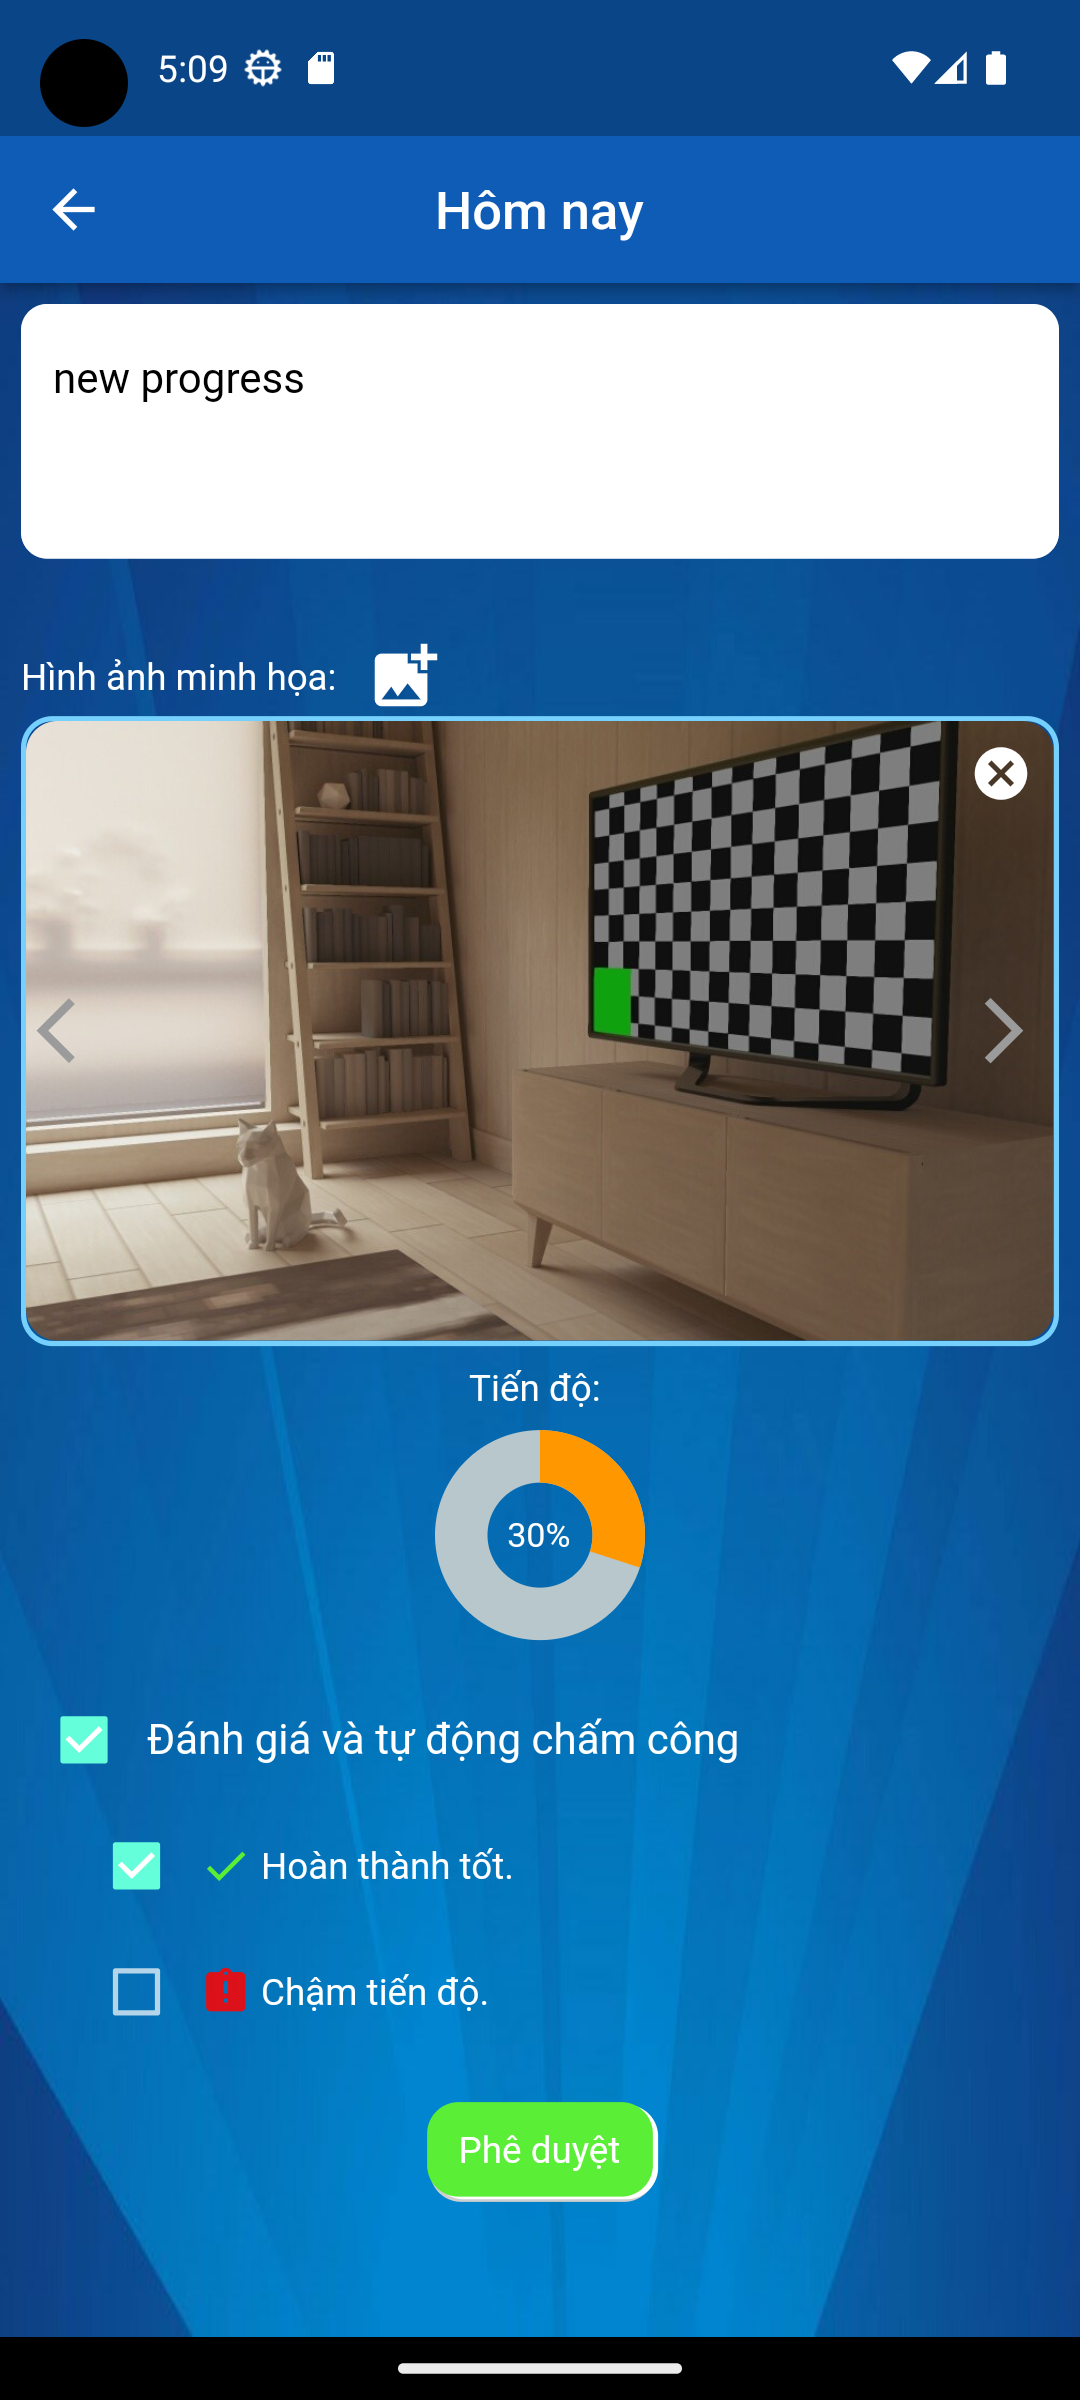 5:09
Hôm nay
new progress
Hình ảnh minh họa:
Tiến độ:
30%
Đánh giá và tự động chấm công
Hoàn thành tốt.
Chậm tiến độ.
Phê duyệt